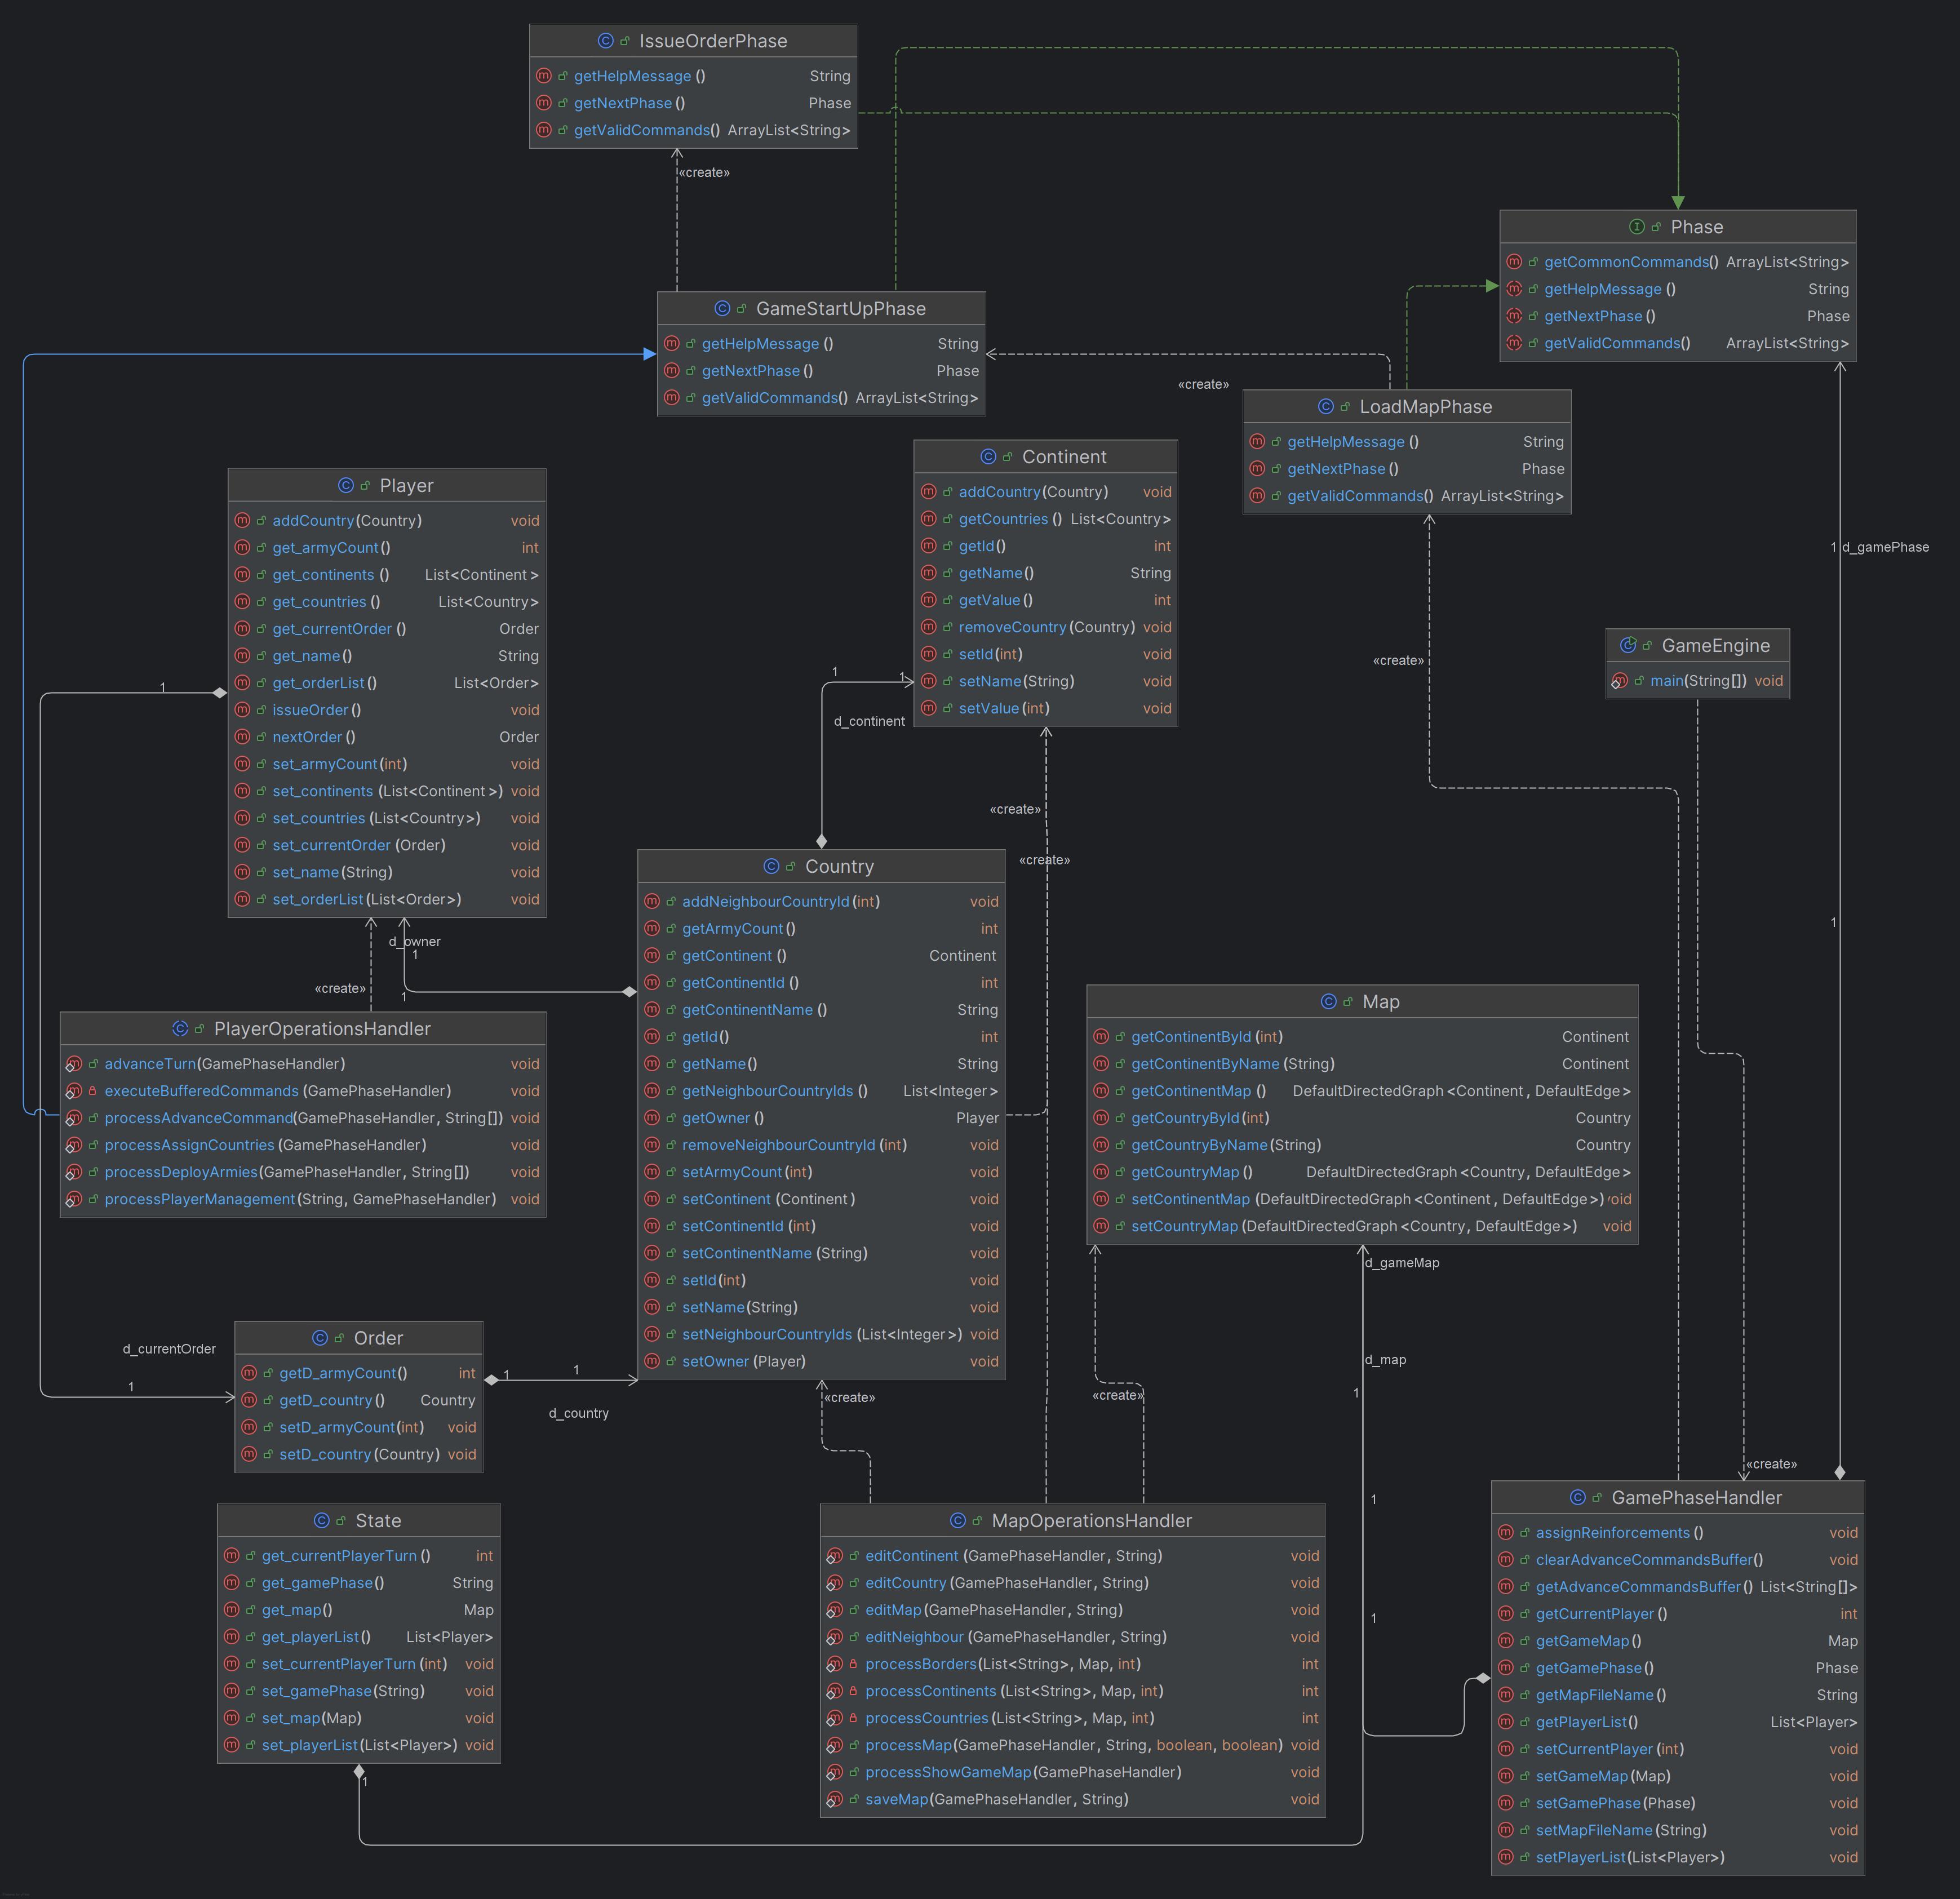 IssueOrderPhase
getHelpMessage () String
getNextPhase () Phase
getValidCommands() ArrayList<String>
«create»
Phase
getCommonCommands() ArrayList<String>
getHelpMessage () String
getNextPhase () Phase
getValidCommands() ArrayList<String>
GameStartUpPhase
getHelpMessage () String
getNextPhase () Phase
getValidCommands() ArrayList<String>
«create»
LoadMapPhase
getHelpMessage () String
getNextPhase () Phase
getValidCommands() ArrayList<String>
Player
addCountry(Country) void
get_armyCount() int
get_continents () List<Continent>
get_countries () List<Country>
get_currentOrder () Order
get_name() String
get_orderList() List<Order>
issueOrder () void
nextOrder () Order
set_armyCount(int) void
set_continents (List<Continent>) void
set_countries (List<Country>) void
set_currentOrder (Order) void
set_name(String) void
set_orderList(List<Order>) void
Continent
addCountry(Country) void
getCountries () List<Country>
getId() int
getName() String
getValue () int
removeCountry(Country) void
setId(int) void
setName(String) void
setValue (int) void
1 d_gamePhase
GameEngine
main(String[]) void
«create»
1
1
1
d_continent
«create»
«create»
1
d_owner
1
«create»
1
Country
addNeighbourCountryId(int) void
getArmyCount() int
getContinent () Continent
getContinentId () int
getContinentName () String
getId() int
getName() String
getNeighbourCountryIds () List<Integer>
getOwner () Player
removeNeighbourCountryId (int) void
setArmyCount(int) void
setContinent (Continent) void
setContinentId (int) void
setContinentName (String) void
setId(int) void
setName(String) void
setNeighbourCountryIds (List<Integer>) void
setOwner (Player) void
PlayerOperationsHandler
advanceTurn(GamePhaseHandler) void
executeBufferedCommands (GamePhaseHandler) void
processAdvanceCommand(GamePhaseHandler, String[]) void
processAssignCountries (GamePhaseHandler) void
processDeployArmies(GamePhaseHandler, String[]) void
processPlayerManagement(String, GamePhaseHandler) void
Map
getContinentById (int) Continent
getContinentByName (String) Continent
getContinentMap () DefaultDirectedGraph<Continent, DefaultEdge>
getCountryById(int) Country
getCountryByName(String) Country
getCountryMap () DefaultDirectedGraph<Country, DefaultEdge>
setContinentMap (DefaultDirectedGraph<Continent, DefaultEdge>) void
setCountryMap(DefaultDirectedGraph<Country, DefaultEdge>) void
d_gameMap
d_map
1
1
1
«create»
«create»
d_currentOrder
1
Order
getD_armyCount() int
getD_country() Country
setD_armyCount(int) void
setD_country(Country) void
1
1
d_country
State
get_currentPlayerTurn () int
get_gamePhase() String
get_map() Map
get_playerList() List<Player>
set_currentPlayerTurn (int) void
set_gamePhase(String) void
set_map(Map) void
set_playerList(List<Player>) void
1
MapOperationsHandler
editContinent (GamePhaseHandler, String) void
editCountry(GamePhaseHandler, String) void
editMap(GamePhaseHandler, String) void
editNeighbour (GamePhaseHandler, String) void
processBorders(List<String>, Map, int) int
processContinents (List<String>, Map, int) int
processCountries (List<String>, Map, int) int
processMap(GamePhaseHandler, String, boolean, boolean) void
processShowGameMap(GamePhaseHandler) void
saveMap(GamePhaseHandler, String) void
«create»
GamePhaseHandler
assignReinforcements () void
clearAdvanceCommandsBuffer() void
getAdvanceCommandsBuffer() List<String[]>
getCurrentPlayer () int
getGameMap() Map
getGamePhase() Phase
getMapFileName() String
getPlayerList() List<Player>
setCurrentPlayer(int) void
setGameMap(Map) void
setGamePhase(Phase) void
setMapFileName(String) void
setPlayerList(List<Player>) void